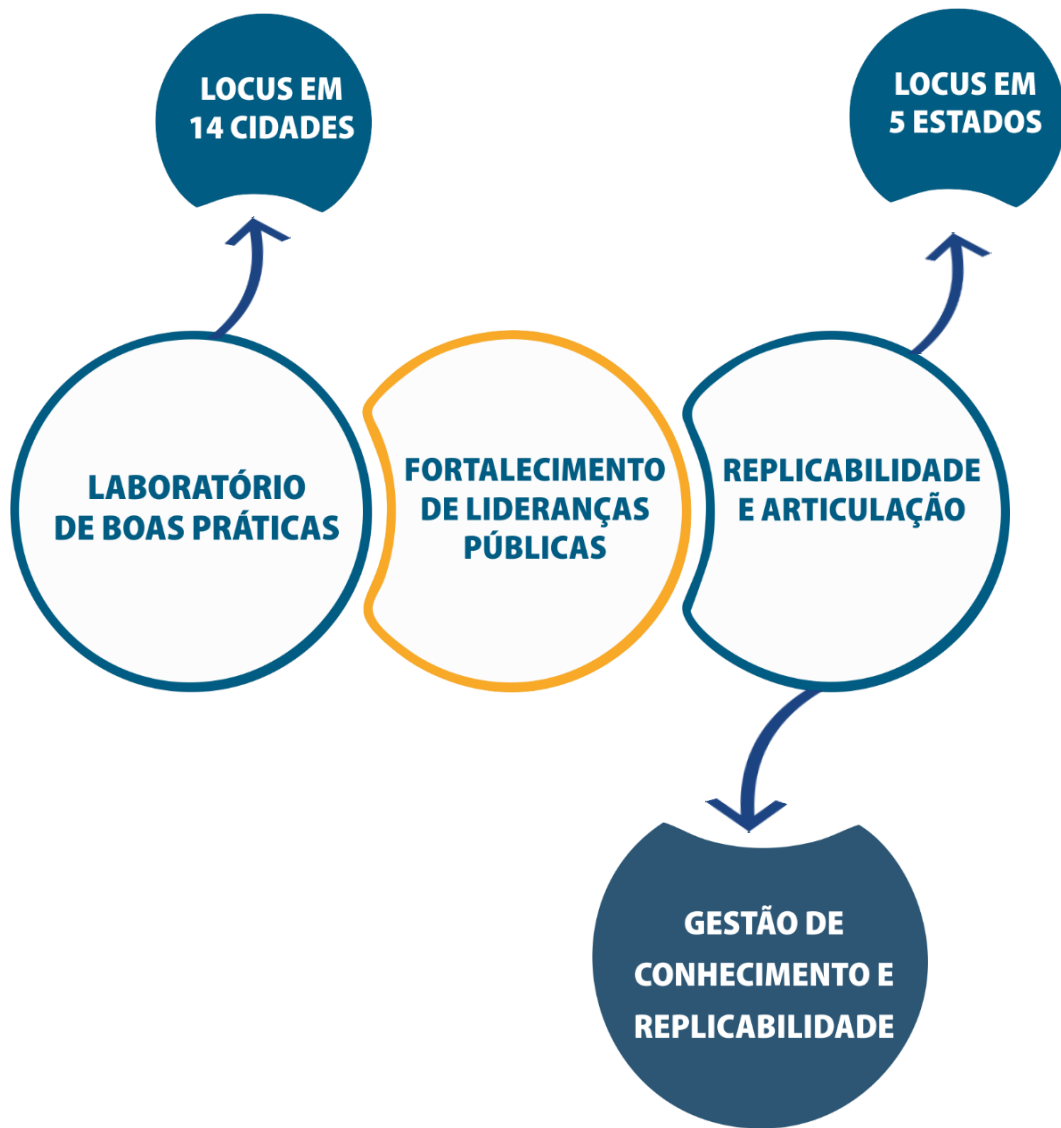 LOCUS EM
14 CIDADES
LOCUS EM
5 ESTADOS
LABORATÓRIO
DE BOAS PRÁTICAS
FORTALECIMENTO
DE LIDERANÇAS
PÚBLICAS
REPLICABILIDADE
E ARTICULAÇÃO
GESTÃO DE
CONHECIMENTO E
REPLICABILIDADE